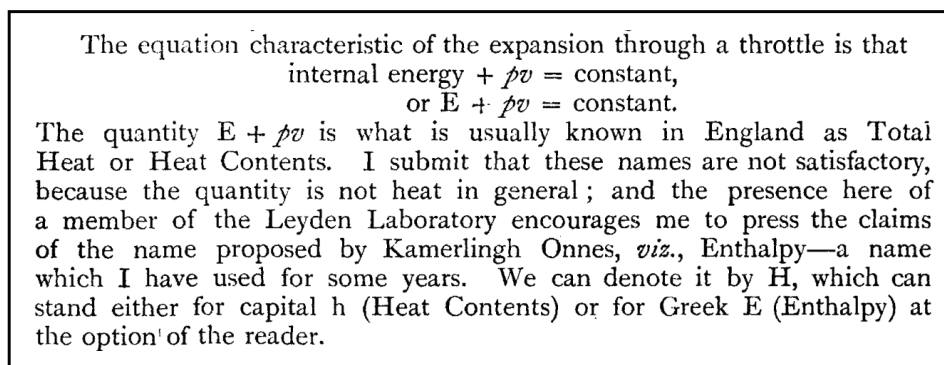 The equation characteristic of the expansion through a throttle is that
internal energy + pv = constant,
or E + pv = constant.
The quantity E + pv is what is usually known in England as Total
Heat or Heat Contents. I submit that these names are not satisfactory,
because the quantity is not heat in general; and the presence here of
a member of the Leyden Laboratory encourages me to press the claims
of the name proposed by Kamerlingh Onnes, viz., Enthalpy—a name
which I have used for some years. We can denote it by H, which can
stand either for capital h (Heat Contents) or for Greek E (Enthalpy) at
the option of the reader.